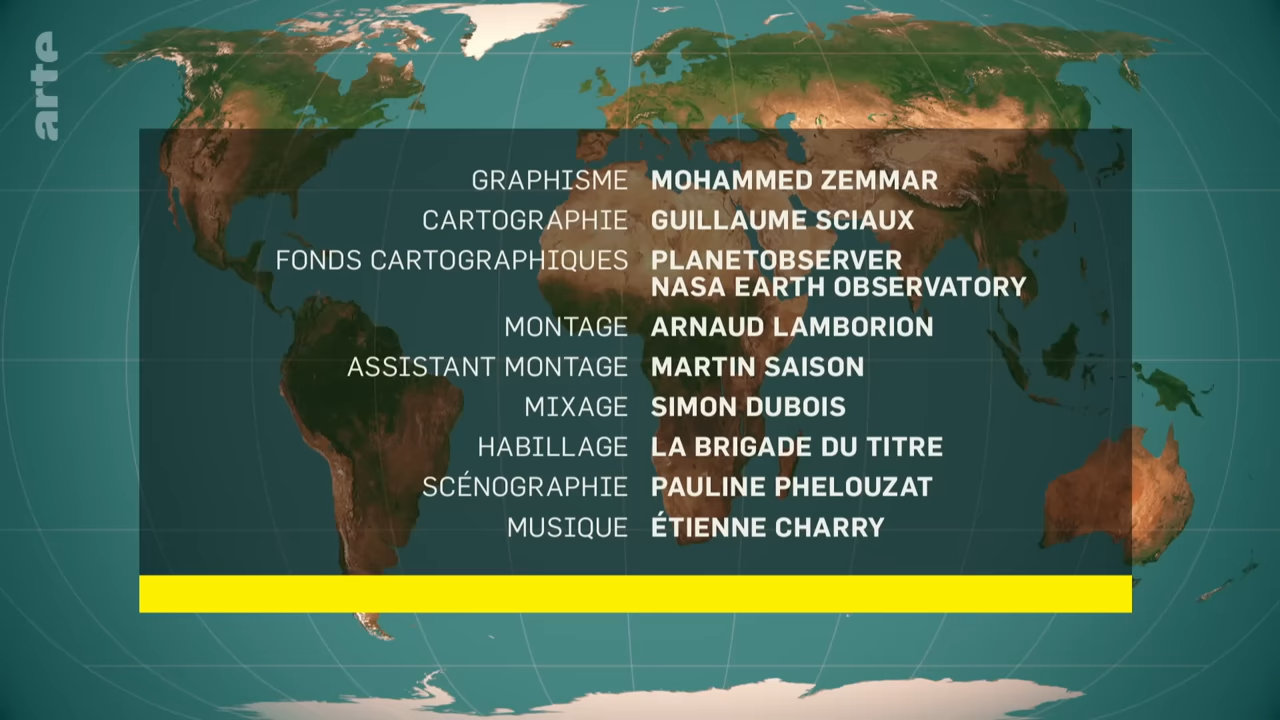 arte
GRAPHISME MOHAMMED ZEMMAR
CARTOGRAPHIE GUILLAUME SCIAUX
FONDS CARTOGRAPHIQUES PLANETOBSERVER
NASA EARTH OBSERVATORY
MONTAGE ARNAUD LAMBORION
ASSISTANT MONTAGE MARTIN SAISON
MIXAGE SIMON DUBOIS
HABILLAGE LA BRIGADE DU TITRE
SCÉNOGRAPHIE PAULINE PHELOUZAT
MUSIQUE ÉTIENNE CHARRY